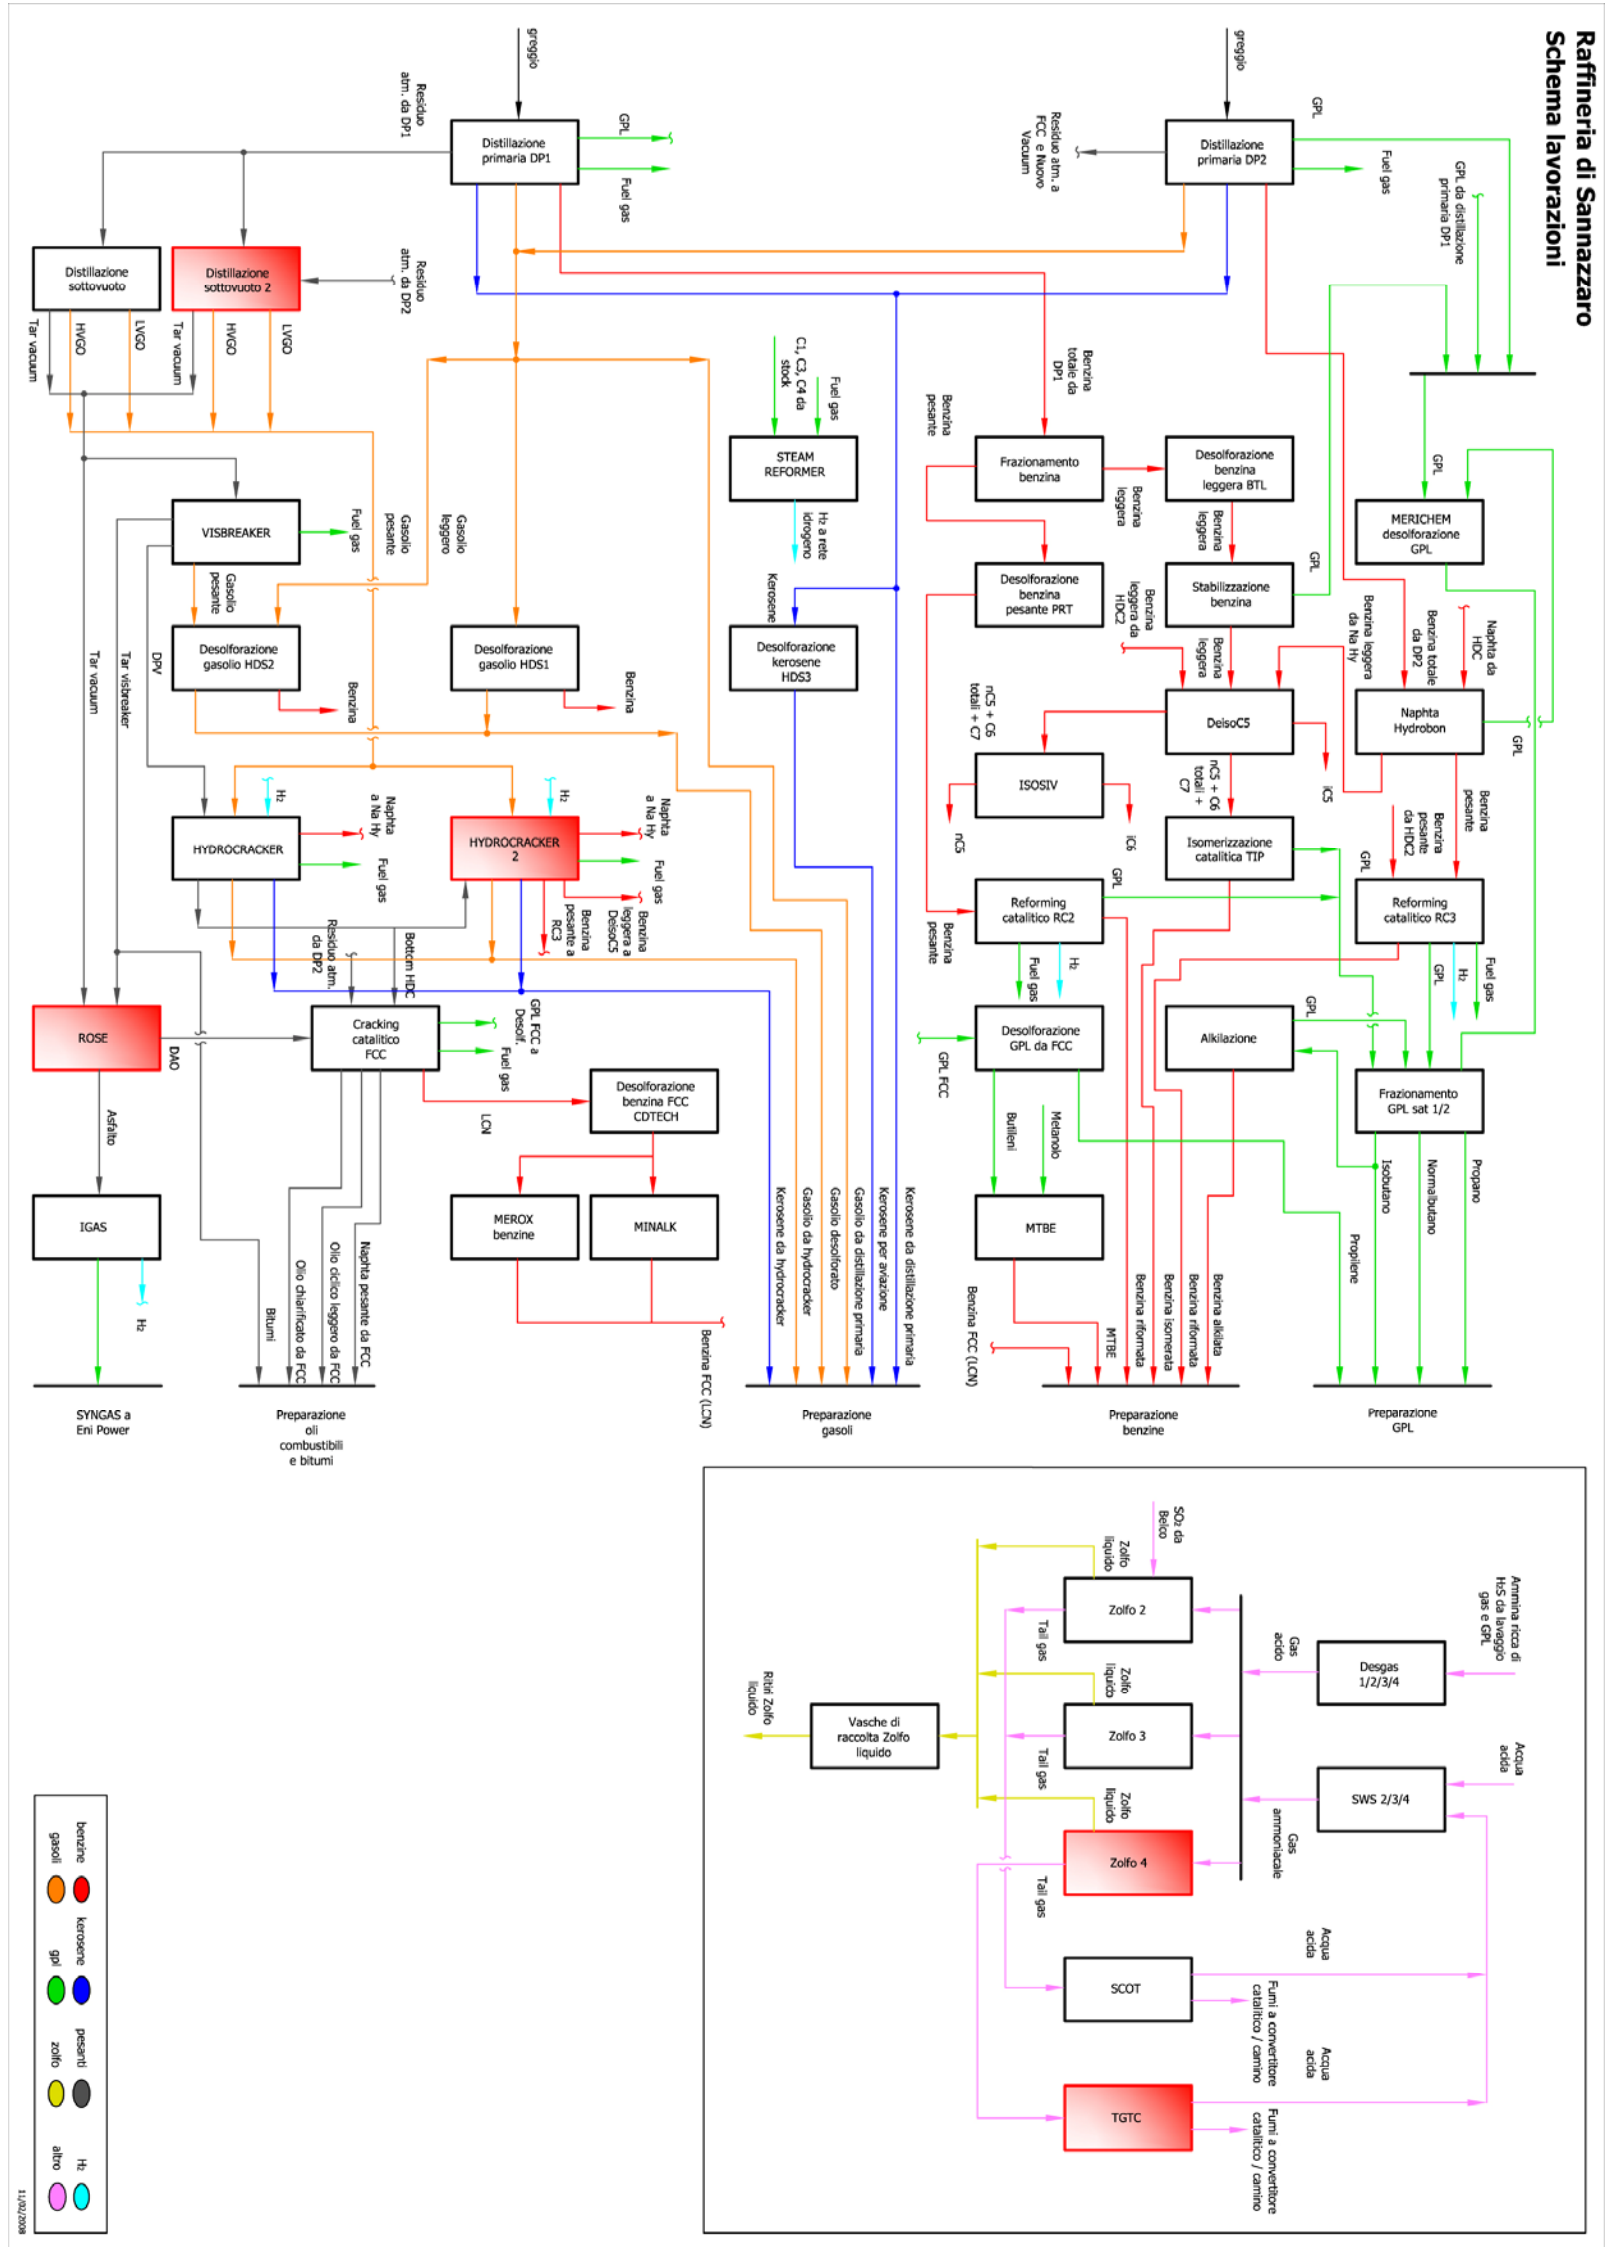 Raffineria di Sannazzaro
Schema lavorazioni
greggio
greggio
GPL
GPL da distillazione
primaria DP1
Fuel gas
Distillazione
primaria DP2
Residuo atm. a
FCC e Nuovo
Vacuum
GPL
Fuel gas
Distillazione
primaria DP1
Residuo
atm. da DP1
Residuo
atm. da DP2
Distillazione
sottovuoto 2
Distillazione
sottovuoto
LVGO
HVGO
Tar vacuum
LVGO
HVGO
Tar vacuum
GPL
MERICHEM
desolforazione
GPL
Benzina
totale da
DP1
Benzina
pesante
Frazionamento
benzina
Benzina
leggera
Desolforazione
benzina
leggera BTL
Benzina
leggera
Stabilizzazione
benzina
GPL
Desolforazione
benzina
pesante PRT
Benzina
leggera da
HDC2
Benzina
leggera
Benzina leggera
da Na Hy
Benzina totale
da DP2
Naphta da
HDC
Naphta
Hydrobon
GPL
DeisoC5
iC5
nC5 + C6
totali + C7
nC5 + C6
totali +
C7
ISOSIV
nC5
iC6
Isomerizzazione
catalitica TIP
Benzina
pesante
Benzina
pesante
da HDC2
GPL
Reforming
catalitico RC3
Fuel gas
H2
GPL
GPL
Reforming
catalitico RC2
Benzina
pesante
Fuel gas
H2
Desolforazione
GPL da FCC
GPL FCC
Alkilazione
GPL
Frazionamento
GPL sat 1/2
Butileni
Metanolo
MTBE
Propano
Normalbutano
Isobutano
Propilene
Benzina alkilata
Benzina riformata
Benzina isomerata
Benzina riformata
MTBE
Benzina FCC (LCN)
Preparazione
GPL
Preparazione
benzine
C1, C3, C4 da
stock
Fuel gas
STEAM
REFORMER
H2 a rete
idrogeno
Kerosene
Desolforazione
kerosene
HDS3
VISBREAKER
Fuel gas
Gasolio
pesante
Gasolio
leggero
Gasolio
pesante
Desolforazione
gasolio HDS2
Benzina
Desolforazione
gasolio HDS1
Benzina
DPV
Tar visbreaker
Tar vacuum
H2
Naphta
a Na Hy
HYDROCRACKER
Fuel gas
H2
Naphta
a Na Hy
HYDROCRACKER
2
Fuel gas
Benzina
leggera a
DeisoC5
Benzina
pesante a
RC3
Residuo atm.
da DP2
Bottom HDC
ROSE
DAO
Cracking
catalitico
FCC
GPL FCC a
Desolf.
Fuel gas
LCN
Desolforazione
benzina FCC
CDTECH
Asfalto
IGAS
H2
MEROX
benzine
MINALK
Benzina FCC (LCN)
Kerosene da distillazione primaria
Kerosene per aviazione
Gasolio da distillazione primaria
Gasolio desolforato
Gasolio da hydrocracker
Kerosene da hydrocracker
Naphta pesante da FCC
Olio ciclico leggero da FCC
Olio chiarificato da FCC
Bitumi
Preparazione
gasoli
Preparazione
oli
combustibili
e bitumi
SYNGAS a
Eni Power
Ammina ricca di
H2S da lavaggio
gas e GPL
Desgas
1/2/3/4
Gas
acido
Acqua
acida
SWS 2/3/4
Gas
ammoniacale
SO2 da
Belco
Zolfo
liquido
Zolfo 2
Tail gas
Zolfo
liquido
Zolfo 3
Tail gas
Zolfo
liquido
Zolfo 4
Tail gas
Vasche di
raccolta Zolfo
liquido
Ritiri Zolfo
liquido
Acqua
acida
SCOT
Fumi a convertitore
catalitico / camino
Acqua
acida
TGTC
Fumi a convertitore
catalitico / camino
benzine
kerosene
pesanti
H2
gasoli
gpl
zolfo
altro
11/02/2008